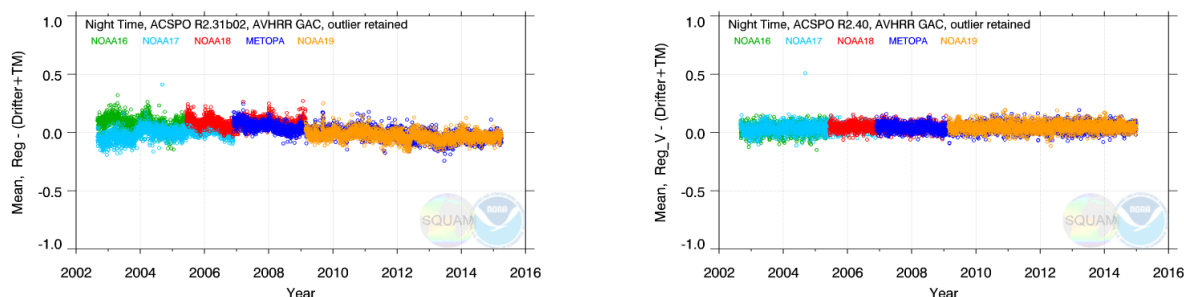 Night Time, ACSPO R2.31b02, AVHRR GAC, outlier retained
NOAA16 NOAA17 NOAA18 METOPA NOAA19
Mean, Reg - (Drifter+TM)
1.0
0.5
0.0
-0.5
-1.0
SQUAM
NOAA
2002 2004 2006 2008 2010 2012 2014 2016
Year
Night Time, ACSPO R2.40, AVHRR GAC, outlier retained
NOAA16 NOAA17 NOAA18 METOPA NOAA19
Mean, Reg_V - (Drifter+TM)
1.0
0.5
0.0
-0.5
-1.0
SQUAM
NOAA
2002 2004 2006 2008 2010 2012 2014 2016
Year